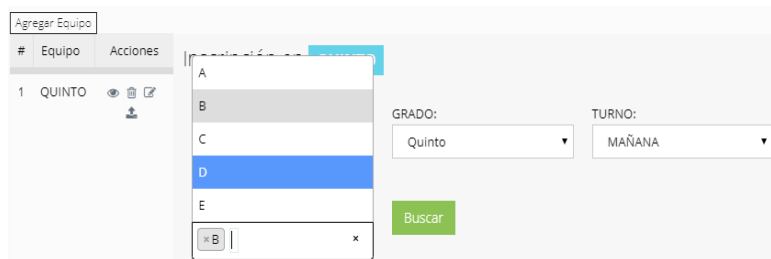 Agregar Equipo
# Equipo Acciones
1 QUINTO
A
B
C
D
E
× B ×
GRADO:
Quinto
TURNO:
MAÑANA
Buscar